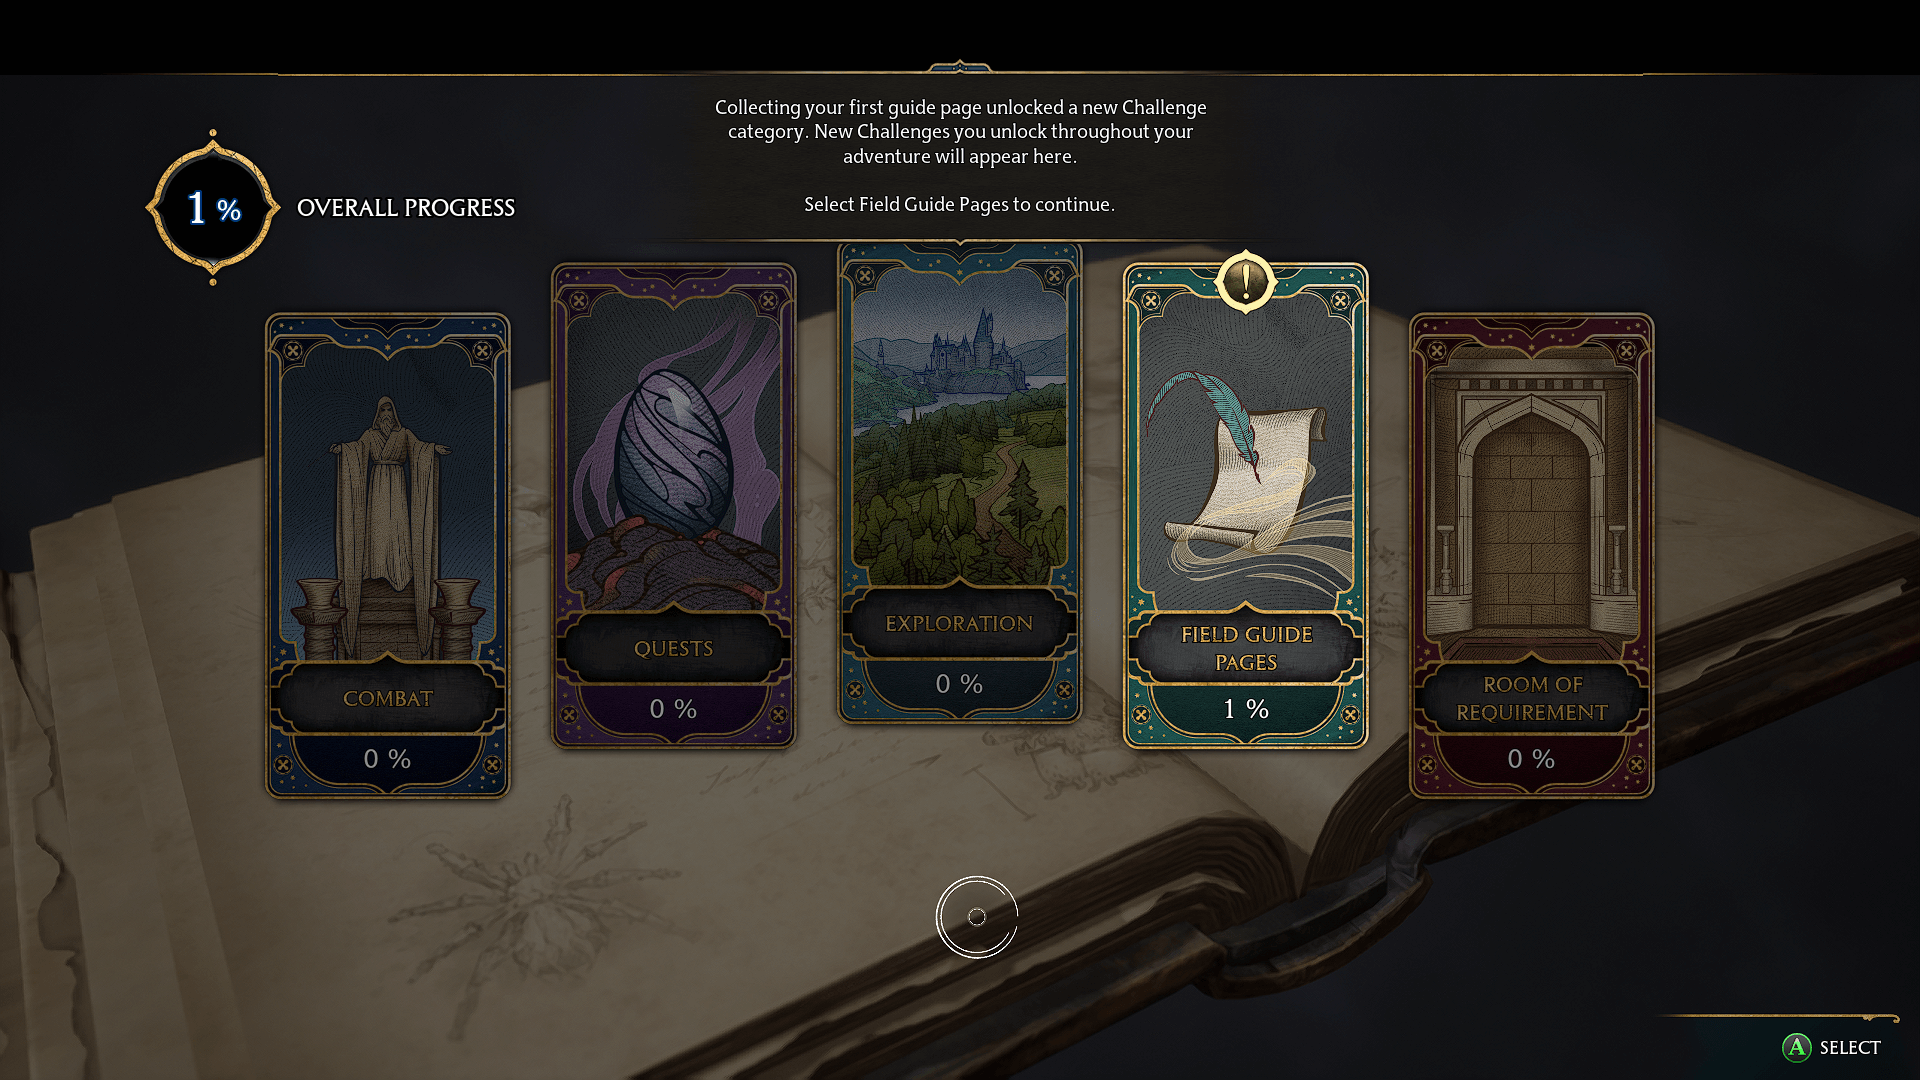 Collecting your first guide page unlocked a new Challenge
category. New Challenges you unlock throughout your
adventure will appear here.
Select Field Guide Pages to continue.
1 %
OVERALL PROGRESS
COMBAT
0 %
QUESTS
0 %
EXPLORATION
0 %
!
FIELD GUIDE
PAGES
1 %
ROOM OF
REQUIREMENT
0 %
A SELECT